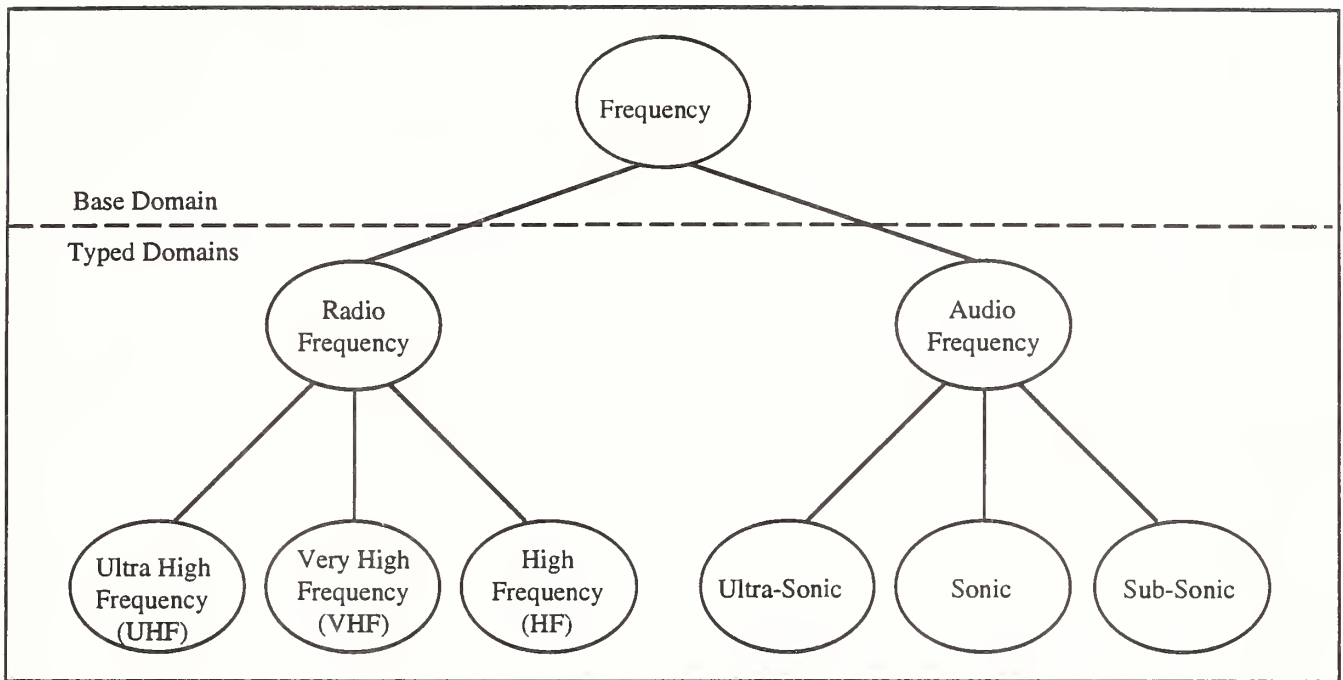 Frequency
Base Domain
Typed Domains
Radio
Frequency
Audio
Frequency
Ultra High
Frequency
(UHF)
Very High
Frequency
(VHF)
High
Frequency
(HF)
Ultra-Sonic
Sonic
Sub-Sonic